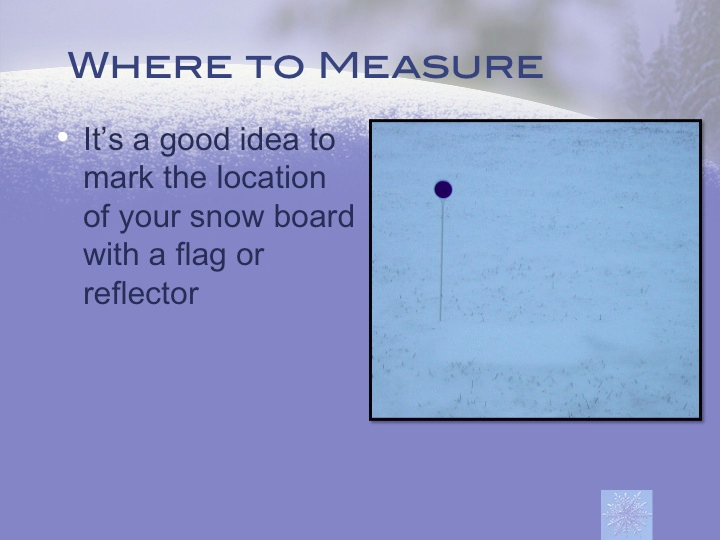 Where to Measure
• It’s a good idea to
mark the location
of your snow board
with a flag or
reflector